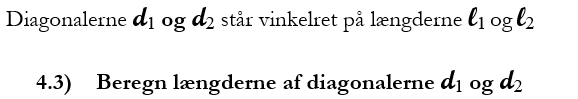 Diagonalerne d₁ og d₂ står vinkelret på længderne ℓ₁ og ℓ₂
4.3) Beregn længderne af diagonalerne d₁ og d₂